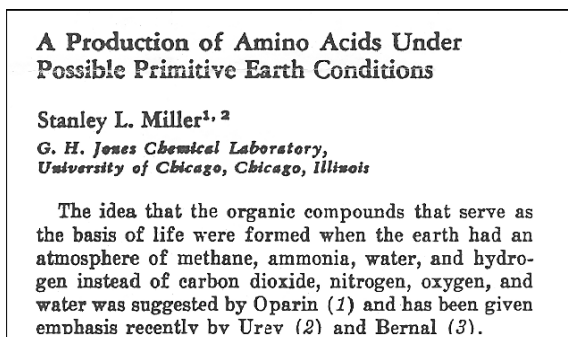 A Production of Amino Acids Under
Possible Primitive Earth Conditions
Stanley L. Miller¹, ²
G. H. Jones Chemical Laboratory,
University of Chicago, Chicago, Illinois
The idea that the organic compounds that serve as
the basis of life were formed when the earth had an
atmosphere of methane, ammonia, water, and hydro-
gen instead of carbon dioxide, nitrogen, oxygen, and
water was suggested by Oparin (1) and has been given
emphasis recently by Urey (2) and Bernal (3).